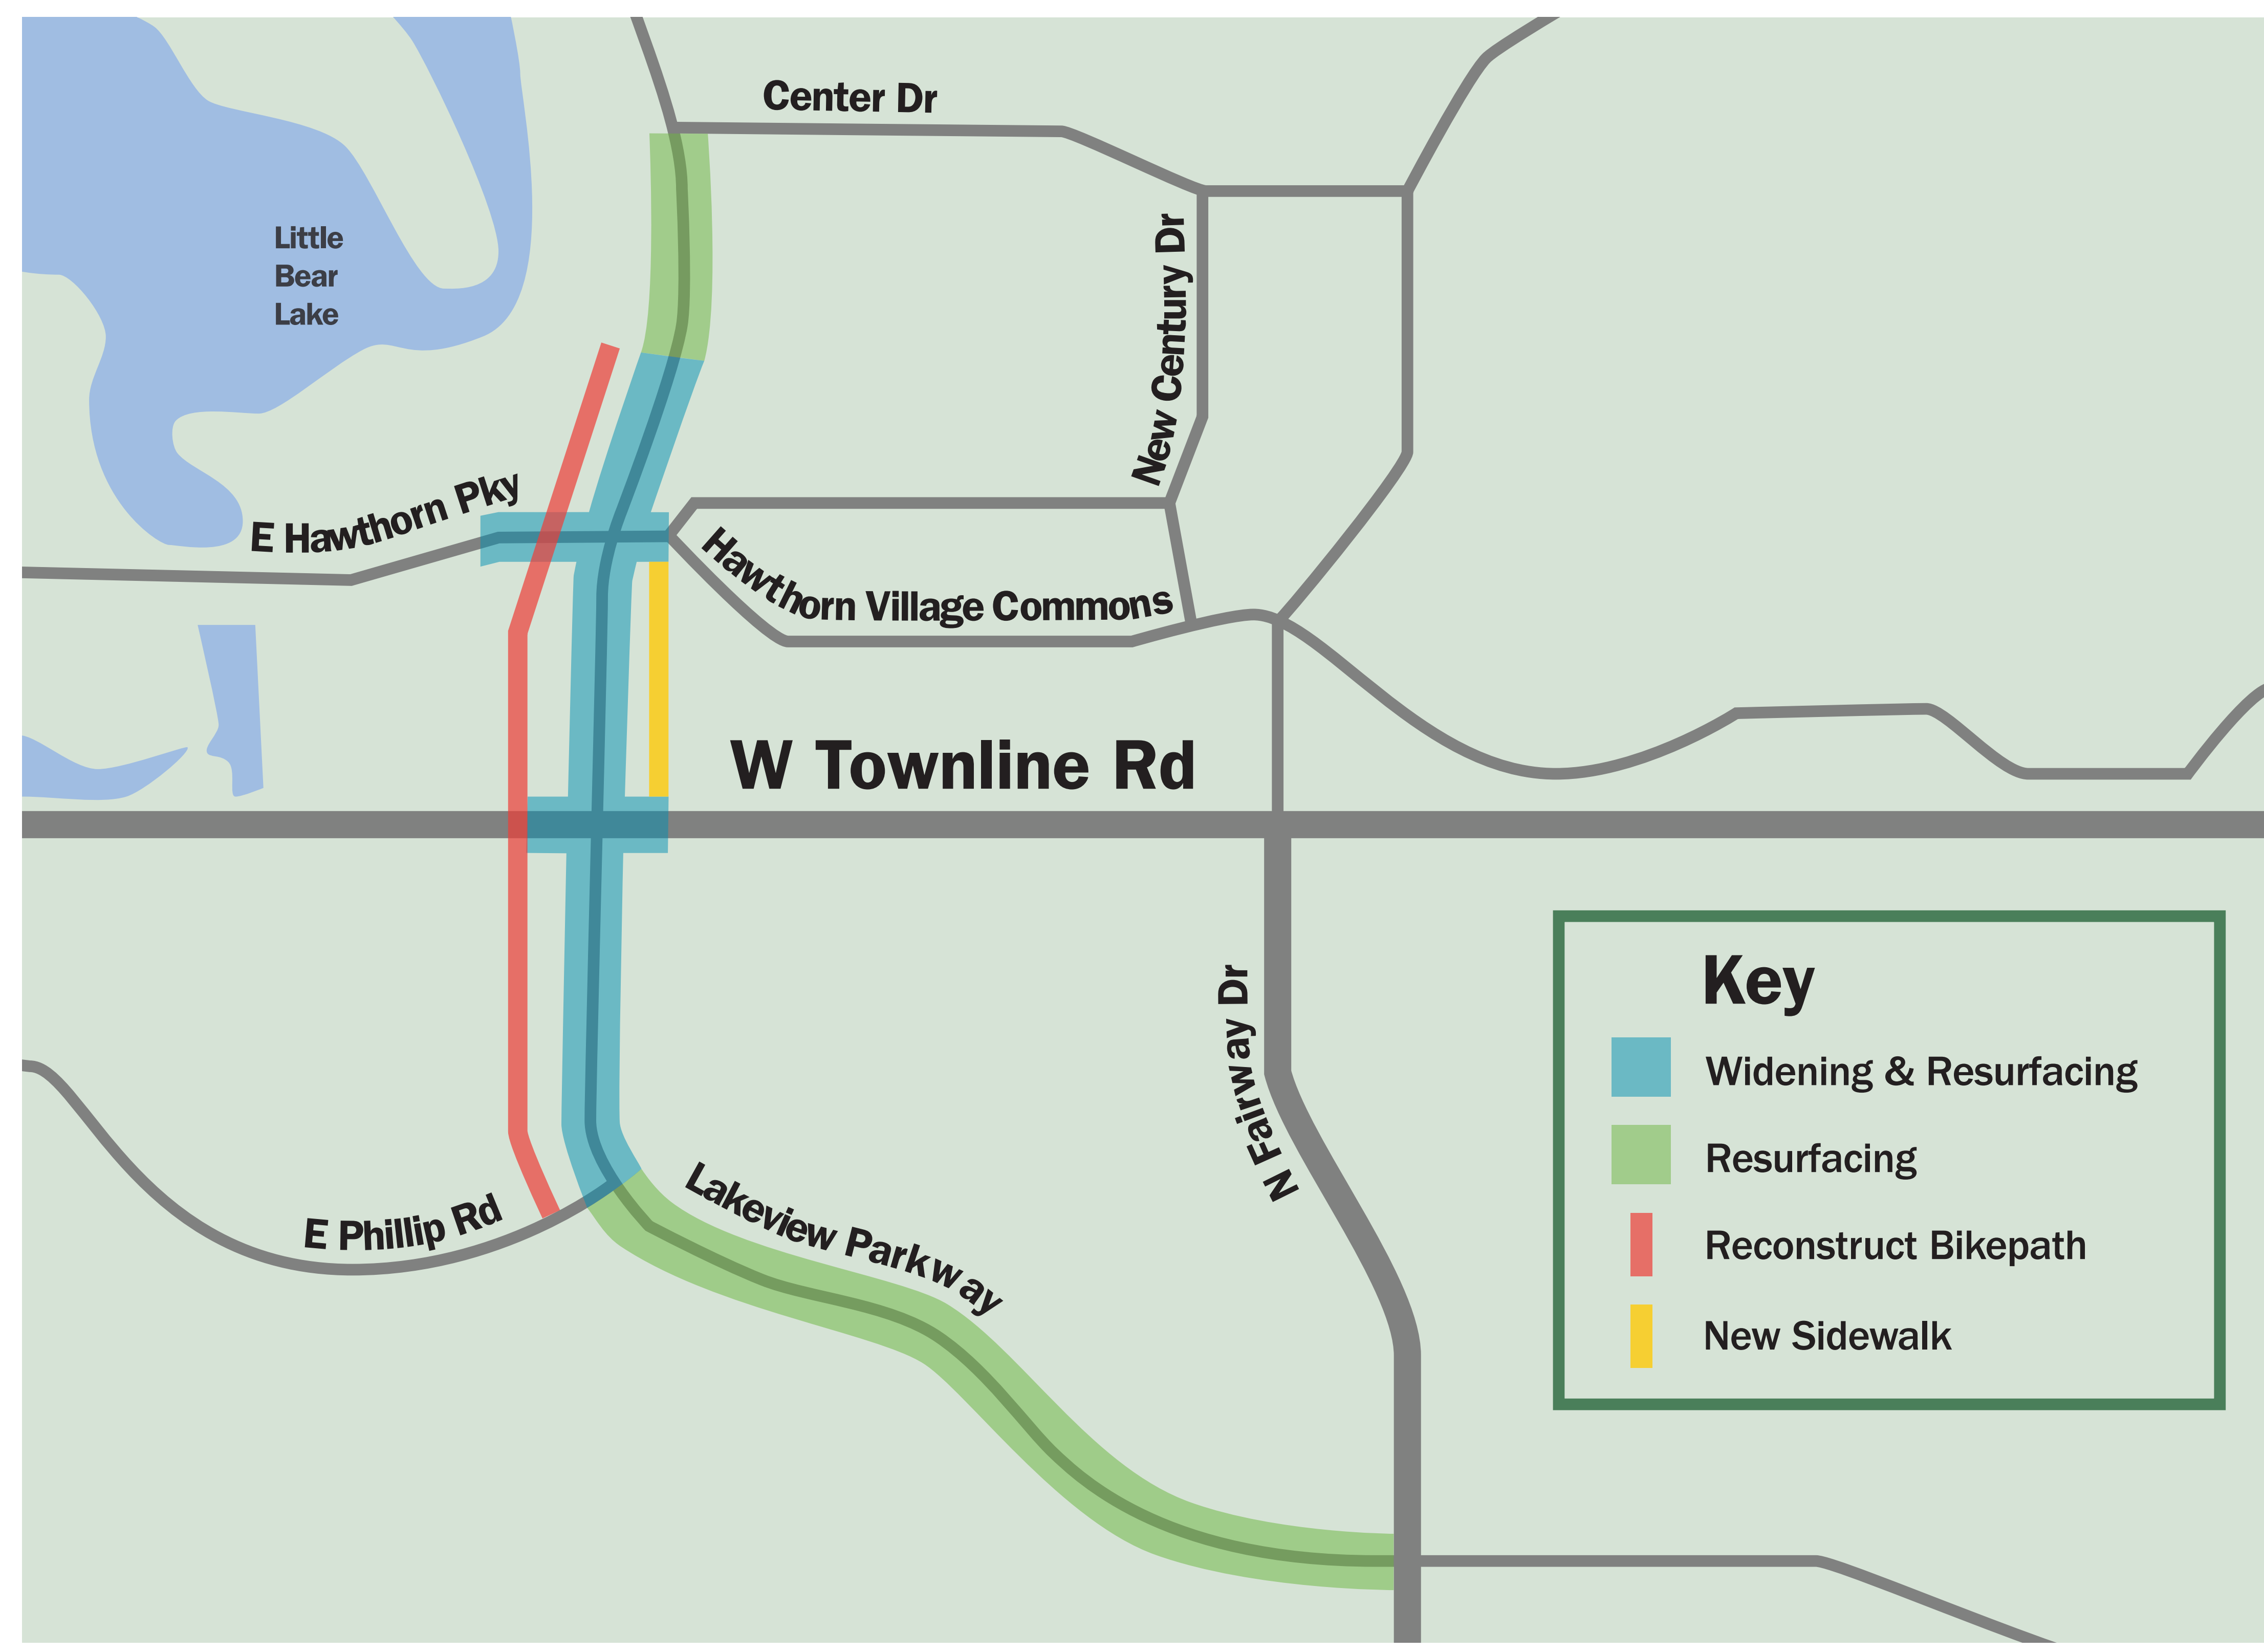 Center Dr
Little
Bear
Lake
New Century Dr
E Hawthorn Pky
Hawthorn Village Commons
W Townline Rd
N Fairway Dr
E Phillip Rd
Lakeview Parkway
Key
Widening & Resurfacing
Resurfacing
Reconstruct Bikepath
New Sidewalk